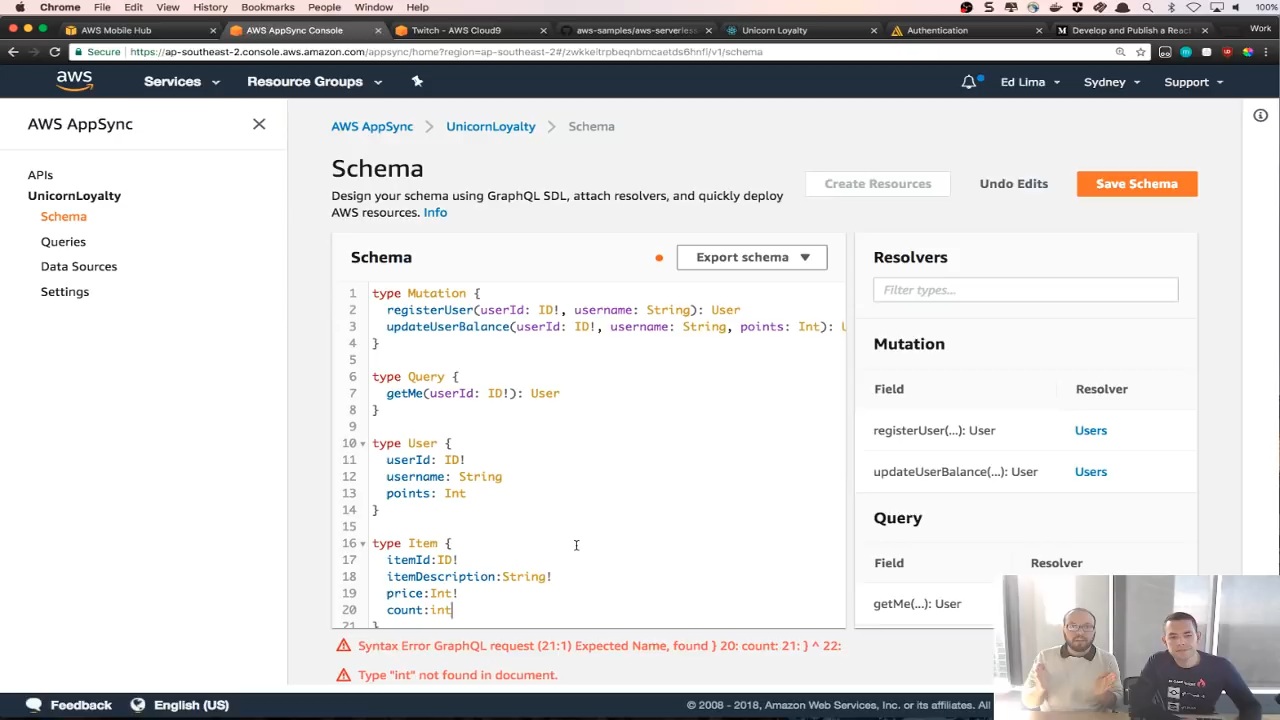 Chrome File Edit View History Bookmarks People Window Help 100%
AWS Mobile Hub × AWS AppSync Console × Twitch - AWS Cloud9 × aws-samples/aws-serverles × Unicorn Loyalty × Authentication × Develop and Publish a React × Work
Secure https://ap-southeast-2.console.aws.amazon.com/appsync/home?region=ap-southeast-2#/zwkkeitrpbeqnbmcaetds6hnfi/v1/schema
aws Services Resource Groups Ed Lima Sydney Support
AWS AppSync
AWS AppSync > UnicornLoyalty > Schema
APIs
UnicornLoyalty
Schema
Queries
Data Sources
Settings
Schema
Design your schema using GraphQL SDL, attach resolvers, and quickly deploy
AWS resources. Info
Create Resources Undo Edits Save Schema
Schema Export schema
1 type Mutation {
2 registerUser(userId: ID!, username: String): User
3 updateUserBalance(userId: ID!, username: String, points: Int): U
4 }
5
6 type Query {
7 getMe(userId: ID!): User
8 }
9
10 type User {
11 userId: ID!
12 username: String
13 points: Int
14 }
15
16 type Item {
17 itemId:ID!
18 itemDescription:String!
19 price:Int!
20 count:int
21 }
Syntax Error GraphQL request (21:1) Expected Name, found } 20: count: 21: } ^ 22:
Type "int" not found in document.
Resolvers
Filter types...
Mutation
Field Resolver
registerUser(...): User Users
updateUserBalance(...): User Users
Query
Field Resolver
getMe(...): User
Feedback English (US) © 2008 - 2018, Amazon Web Services, Inc. or its affiliates. All